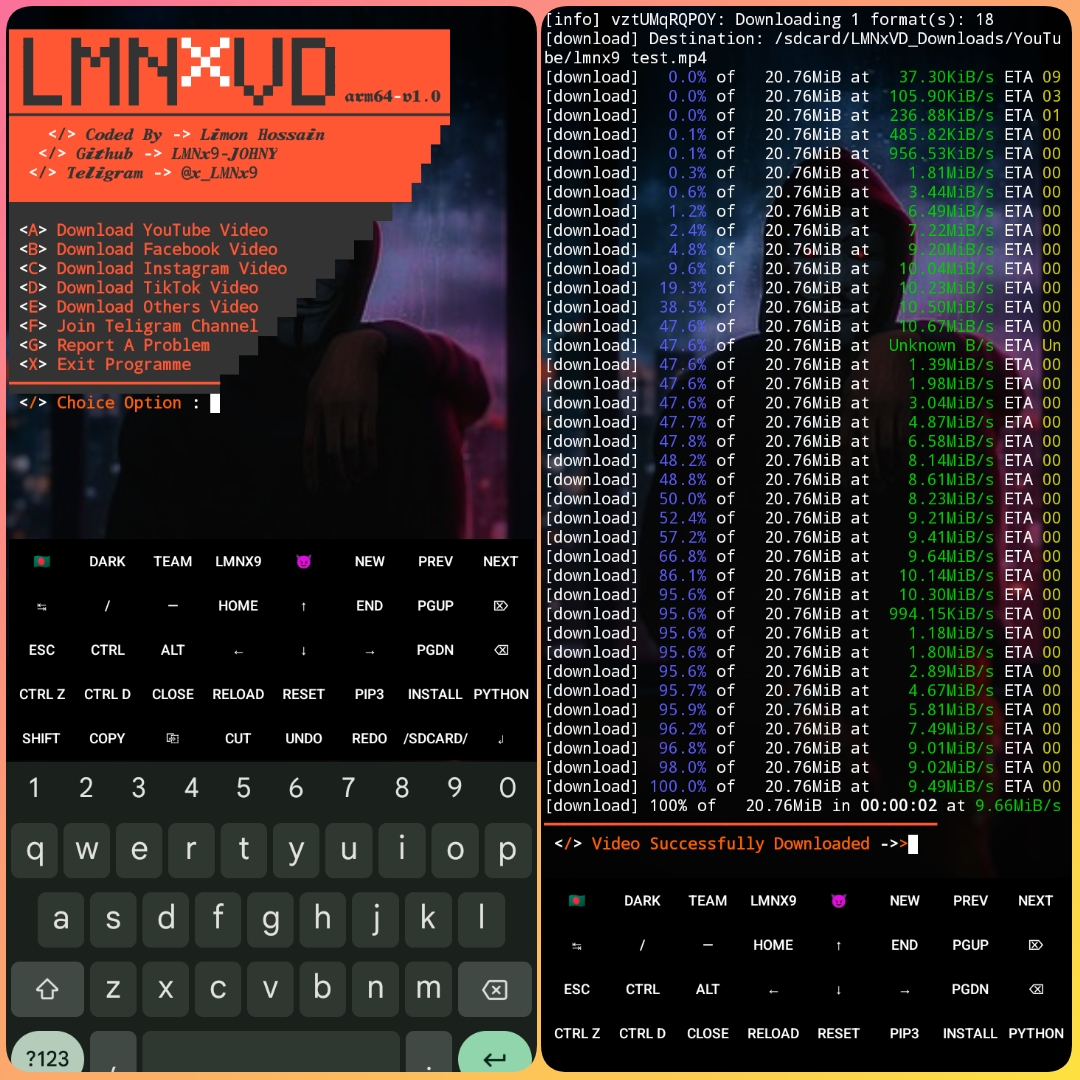 LMNXVD arm64-v1.0
</> Coded By -> Limon Hossain
</> Github -> LMNx9-JOHNY
</> Teligram -> @x_LMNx9
<A> Download YouTube Video
<B> Download Facebook Video
<C> Download Instagram Video
<D> Download TikTok Video
<E> Download Others Video
<F> Join Teligram Channel
<G> Report A Problem
<X> Exit Programme
</> Choice Option :
DARK TEAM LMNX9 NEW PREV NEXT
/ — HOME ↑ END PGUP ⌦
ESC CTRL ALT ← ↓ → PGDN ⌫
CTRL Z CTRL D CLOSE RELOAD RESET PIP3 INSTALL PYTHON
SHIFT COPY CUT UNDO REDO /SDCARD/ ↲
1 2 3 4 5 6 7 8 9 0
q w e r t y u i o p
a s d f g h j k l
z x c v b n m
?123 / .
[info] vztUMqRQPOY: Downloading 1 format(s): 18
[download] Destination: /sdcard/LMNxVD_Downloads/YouTu
be/lmnx9 test.mp4
[download] 0.0% of 20.76MiB at 37.30KiB/s ETA 09
[download] 0.0% of 20.76MiB at 105.90KiB/s ETA 03
[download] 0.0% of 20.76MiB at 236.88KiB/s ETA 01
[download] 0.1% of 20.76MiB at 485.82KiB/s ETA 00
[download] 0.1% of 20.76MiB at 956.53KiB/s ETA 00
[download] 0.3% of 20.76MiB at 1.81MiB/s ETA 00
[download] 0.6% of 20.76MiB at 3.44MiB/s ETA 00
[download] 1.2% of 20.76MiB at 6.49MiB/s ETA 00
[download] 2.4% of 20.76MiB at 7.22MiB/s ETA 00
[download] 4.8% of 20.76MiB at 9.20MiB/s ETA 00
[download] 9.6% of 20.76MiB at 10.04MiB/s ETA 00
[download] 19.3% of 20.76MiB at 10.23MiB/s ETA 00
[download] 38.5% of 20.76MiB at 10.50MiB/s ETA 00
[download] 47.6% of 20.76MiB at 10.67MiB/s ETA 00
[download] 47.6% of 20.76MiB at Unknown B/s ETA Un
[download] 47.6% of 20.76MiB at 1.39MiB/s ETA 00
[download] 47.6% of 20.76MiB at 1.98MiB/s ETA 00
[download] 47.6% of 20.76MiB at 3.04MiB/s ETA 00
[download] 47.7% of 20.76MiB at 4.87MiB/s ETA 00
[download] 47.8% of 20.76MiB at 6.58MiB/s ETA 00
[download] 48.2% of 20.76MiB at 8.14MiB/s ETA 00
[download] 48.8% of 20.76MiB at 8.61MiB/s ETA 00
[download] 50.0% of 20.76MiB at 8.23MiB/s ETA 00
[download] 52.4% of 20.76MiB at 9.21MiB/s ETA 00
[download] 57.2% of 20.76MiB at 9.41MiB/s ETA 00
[download] 66.8% of 20.76MiB at 9.64MiB/s ETA 00
[download] 86.1% of 20.76MiB at 10.14MiB/s ETA 00
[download] 95.6% of 20.76MiB at 10.30MiB/s ETA 00
[download] 95.6% of 20.76MiB at 994.15KiB/s ETA 00
[download] 95.6% of 20.76MiB at 1.18MiB/s ETA 00
[download] 95.6% of 20.76MiB at 1.80MiB/s ETA 00
[download] 95.6% of 20.76MiB at 2.89MiB/s ETA 00
[download] 95.7% of 20.76MiB at 4.67MiB/s ETA 00
[download] 95.9% of 20.76MiB at 5.81MiB/s ETA 00
[download] 96.2% of 20.76MiB at 7.49MiB/s ETA 00
[download] 96.8% of 20.76MiB at 9.01MiB/s ETA 00
[download] 98.0% of 20.76MiB at 9.02MiB/s ETA 00
[download] 100.0% of 20.76MiB at 9.49MiB/s ETA 00
[download] 100% of 20.76MiB in 00:00:02 at 9.66MiB/s
</> Video Successfully Downloaded ->>
DARK TEAM LMNX9 NEW PREV NEXT
/ — HOME ↑ END PGUP ⌦
ESC CTRL ALT ← ↓ → PGDN ⌫
CTRL Z CTRL D CLOSE RELOAD RESET PIP3 INSTALL PYTHON